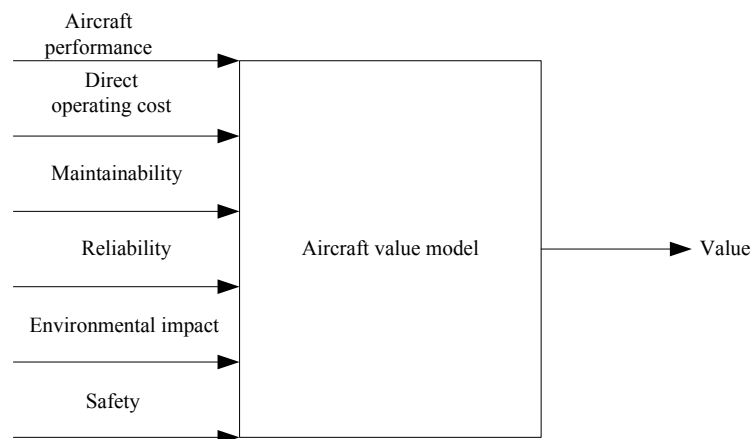 Aircraft
performance
Direct
operating cost
Maintainability
Reliability
Environmental impact
Safety
Aircraft value model
Value